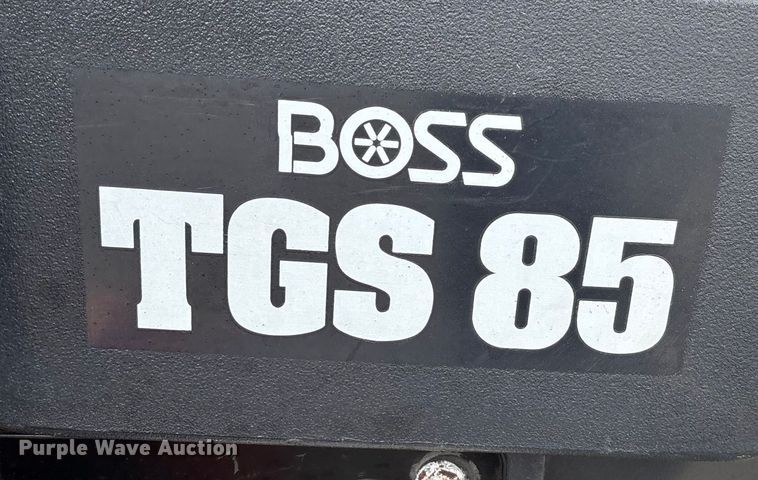 BOSS
TGS 85
Purple Wave Auction